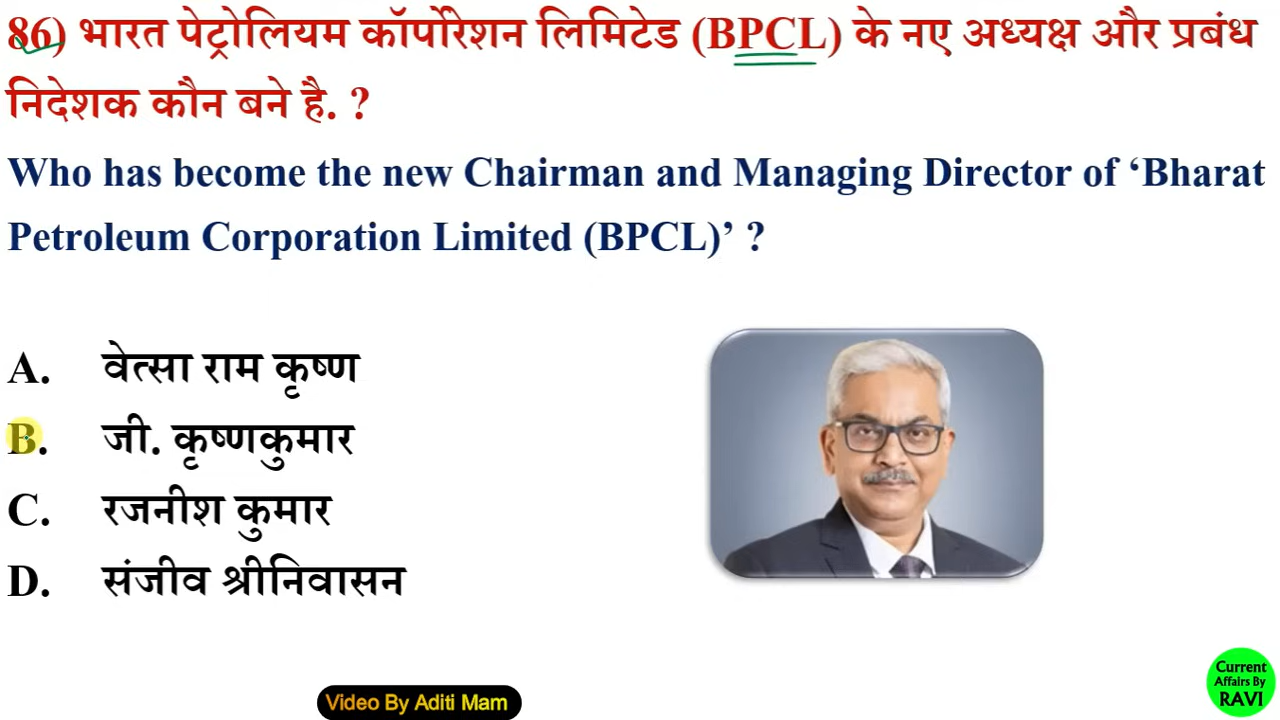 86) भारत पेट्रोलियम कॉर्पोरेशन लिमिटेड (BPCL) के नए अध्यक्ष और प्रबंध
निदेशक कौन बने है. ?
Who has become the new Chairman and Managing Director of ‘Bharat
Petroleum Corporation Limited (BPCL)’ ?
A. वेत्सा राम कृष्ण
B. जी. कृष्णकुमार
C. रजनीश कुमार
D. संजीव श्रीनिवासन
Video By Aditi Mam
Current
Affairs By
RAVI